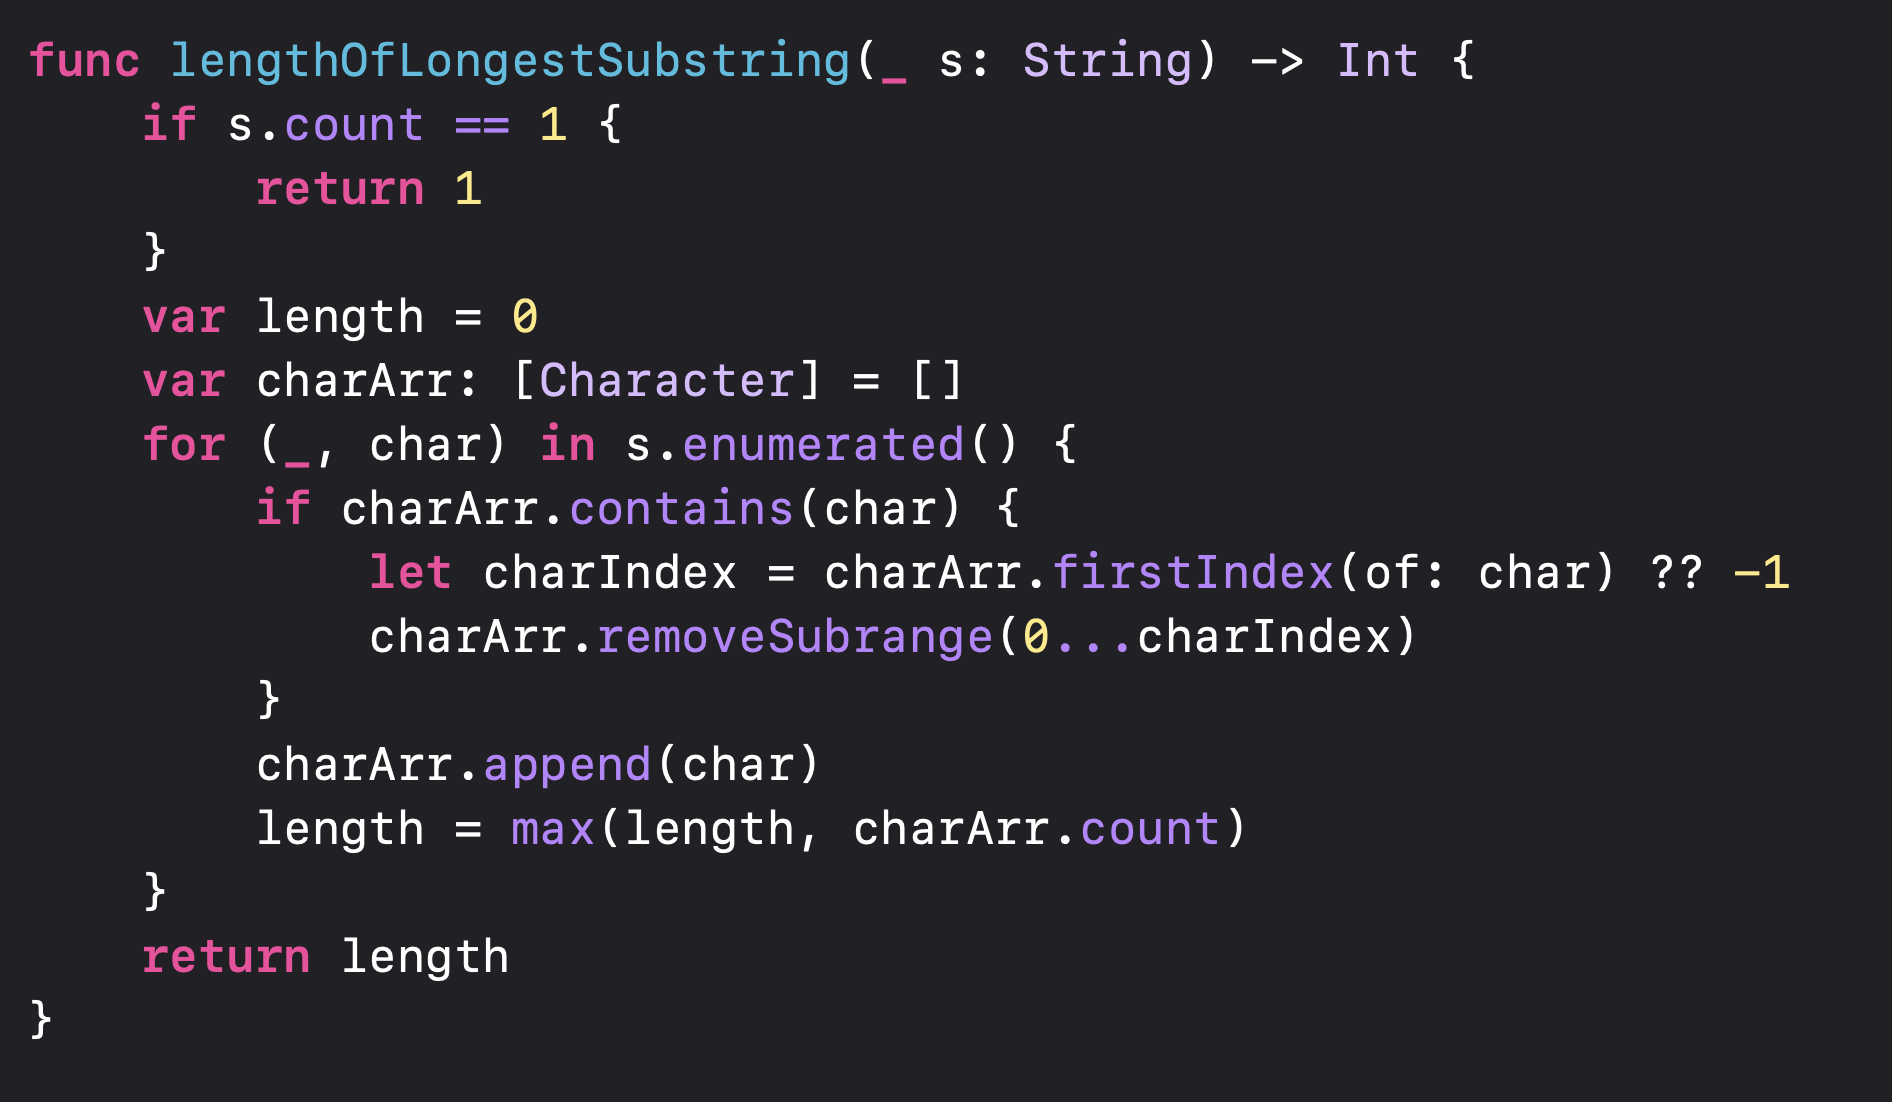 func lengthOfLongestSubstring(_ s: String) -> Int {
    if s.count == 1 {
        return 1
    }
    var length = 0
    var charArr: [Character] = []
    for (_, char) in s.enumerated() {
        if charArr.contains(char) {
            let charIndex = charArr.firstIndex(of: char) ?? -1
            charArr.removeSubrange(0...charIndex)
        }
        charArr.append(char)
        length = max(length, charArr.count)
    }
    return length
}